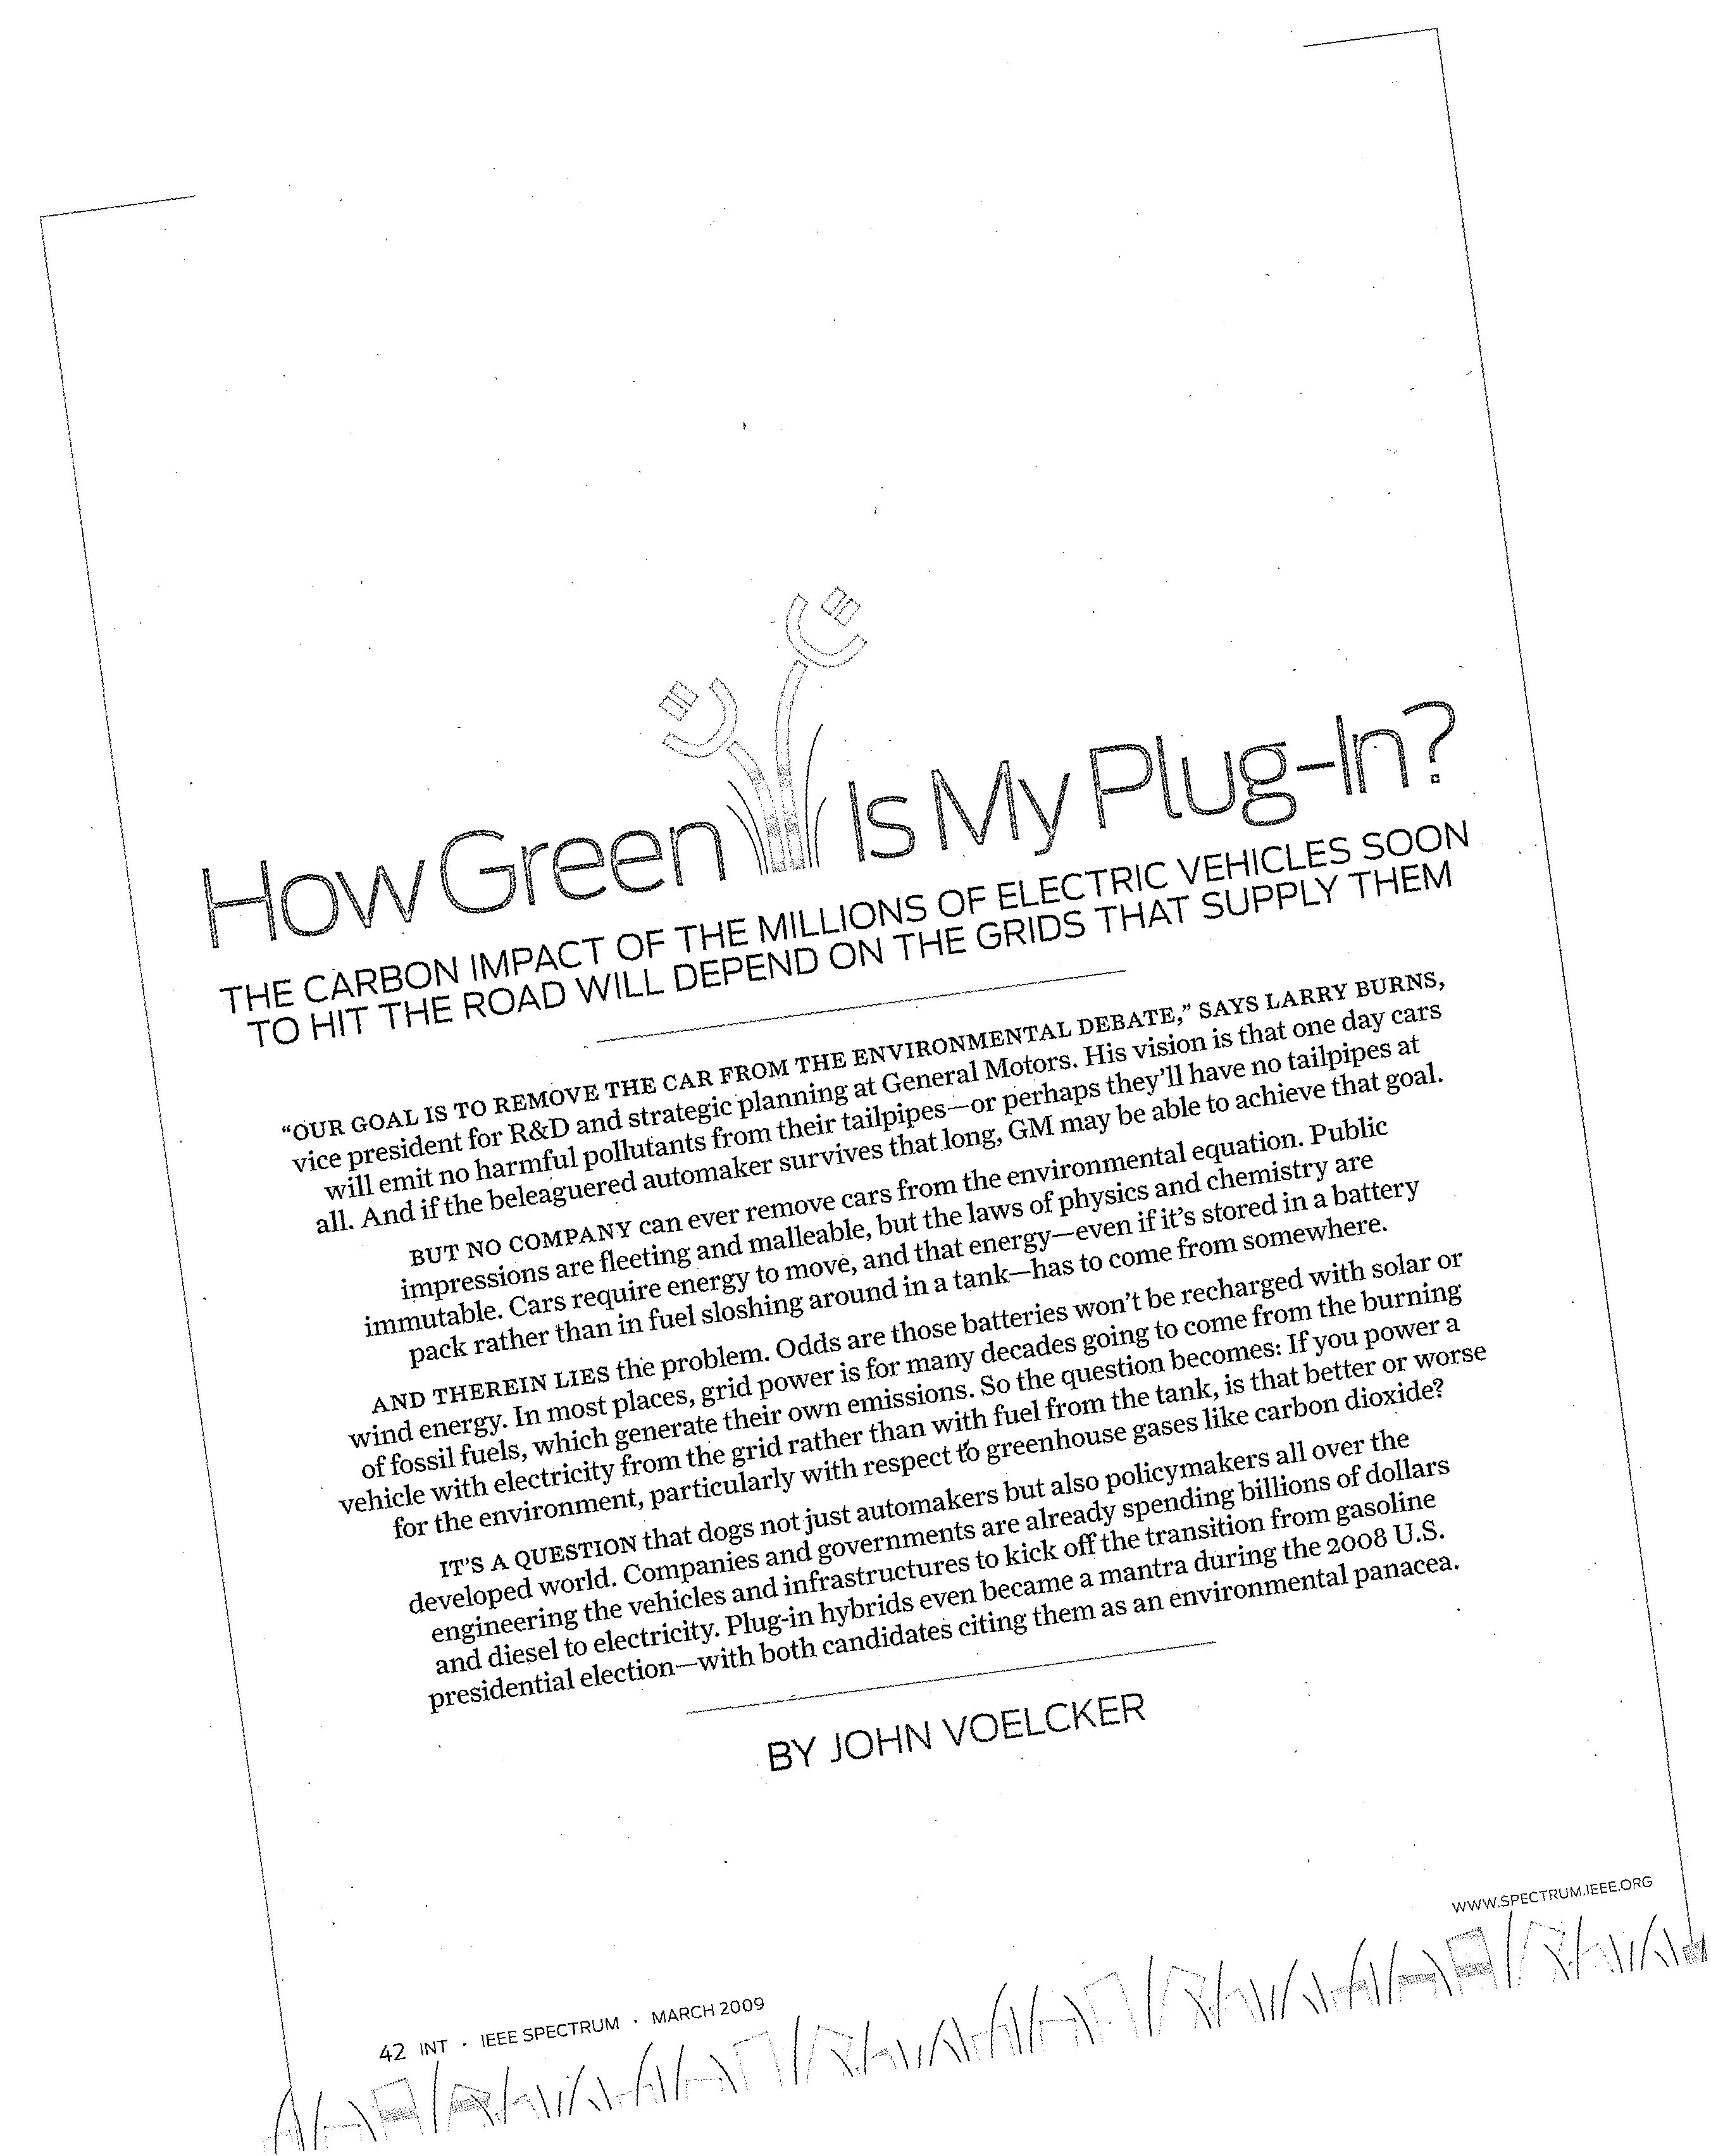 How Green Is My Plug-In?
THE CARBON IMPACT OF THE MILLIONS OF ELECTRIC VEHICLES SOON
TO HIT THE ROAD WILL DEPEND ON THE GRIDS THAT SUPPLY THEM
“OUR GOAL IS TO REMOVE THE CAR FROM THE ENVIRONMENTAL DEBATE,” SAYS LARRY BURNS,
vice president for R&D and strategic planning at General Motors. His vision is that one day cars
will emit no harmful pollutants from their tailpipes—or perhaps they’ll have no tailpipes at
all. And if the beleaguered automaker survives that long, GM may be able to achieve that goal.
BUT NO COMPANY can ever remove cars from the environmental equation. Public
impressions are fleeting and malleable, but the laws of physics and chemistry are
immutable. Cars require energy to move, and that energy—even if it’s stored in a battery
pack rather than in fuel sloshing around in a tank—has to come from somewhere.
AND THEREIN LIES the problem. Odds are those batteries won’t be recharged with solar or
wind energy. In most places, grid power is for many decades going to come from the burning
of fossil fuels, which generate their own emissions. So the question becomes: If you power a
vehicle with electricity from the grid rather than with fuel from the tank, is that better or worse
for the environment, particularly with respect to greenhouse gases like carbon dioxide?
IT’S A QUESTION that dogs not just automakers but also policymakers all over the
developed world. Companies and governments are already spending billions of dollars
engineering the vehicles and infrastructures to kick off the transition from gasoline
and diesel to electricity. Plug-in hybrids even became a mantra during the 2008 U.S.
presidential election—with both candidates citing them as an environmental panacea.
BY JOHN VOELCKER
WWW.SPECTRUM.IEEE.ORG
42 INT · IEEE SPECTRUM · MARCH 2009